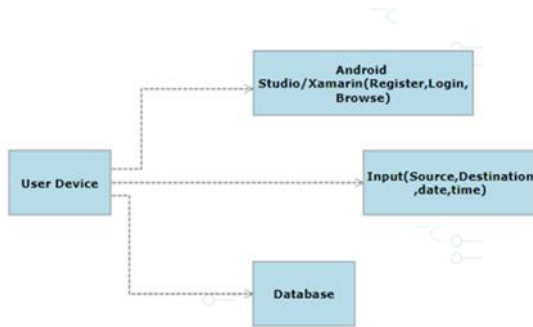 Android
Studio/Xamarin(Register,Login,
Browse)
User Device
Input(Source,Destination
,date,time)
Database